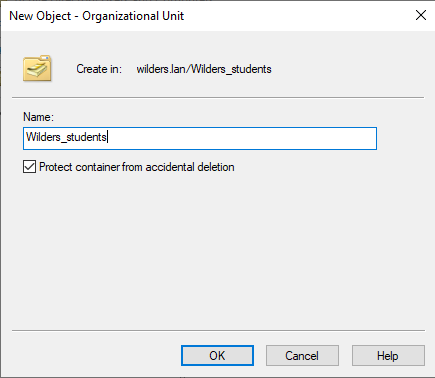 New Object - Organizational Unit
Create in: wilders.lan/Wilders_students
Name:
Wilders_students
Protect container from accidental deletion
OK Cancel Help